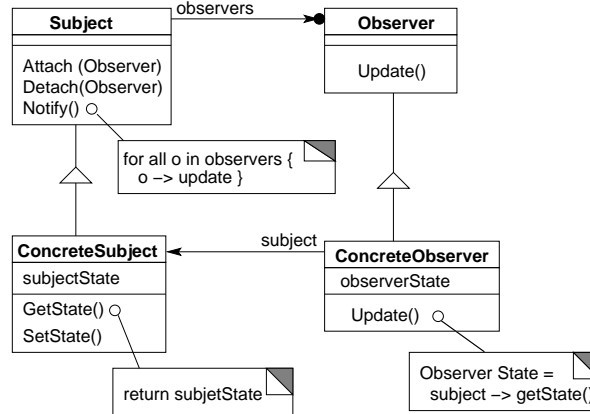 Subject
observers
Observer
Attach (Observer)
Detach(Observer)
Notify()
Update()
for all o in observers {
o –> update }
ConcreteSubject
subject
ConcreteObserver
subjectState
observerState
GetState()
SetState()
Update()
return subjetState
Observer State =
subject –> getState()